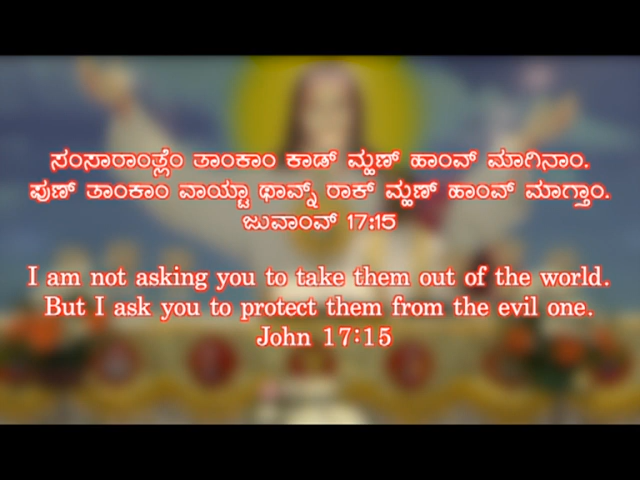 ಸಂಸಾರಾಂತ್ಲೆಂ ತಾಂಕಾಂ ಕಾಡ್ ಮ್ಹಣ್ ಹಾಂವ್ ಮಾಗಿನಾಂ.
ಪುಣ್ ತಾಂಕಾಂ ವಾಯ್ಟಾ ಥಾವ್ನ್ ರಾಕ್ ಮ್ಹಣ್ ಹಾಂವ್ ಮಾಗ್ತಾಂ.
ಜುವಾಂವ್ 17:15
I am not asking you to take them out of the world.
But I ask you to protect them from the evil one.
John 17:15